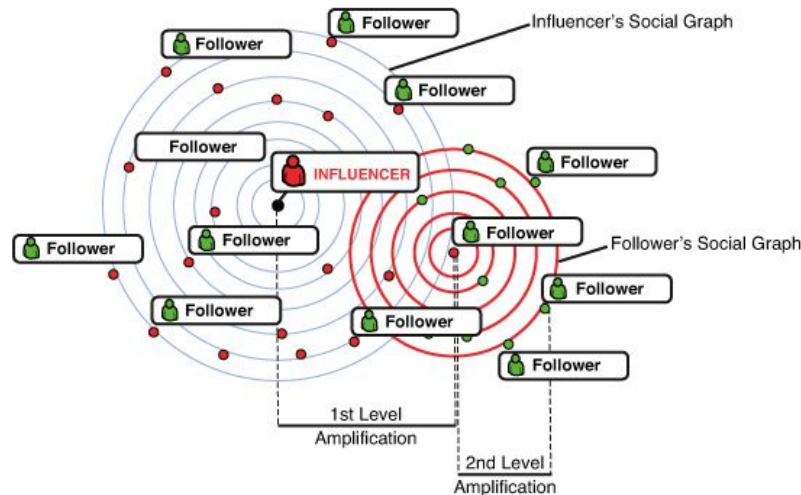 Follower
Influencer's Social Graph
Follower
Follower
Follower
INFLUENCER
Follower
Follower
Follower
Follower
Follower's Social Graph
Follower
Follower
Follower
Follower
1st Level
Amplification
2nd Level
Amplification